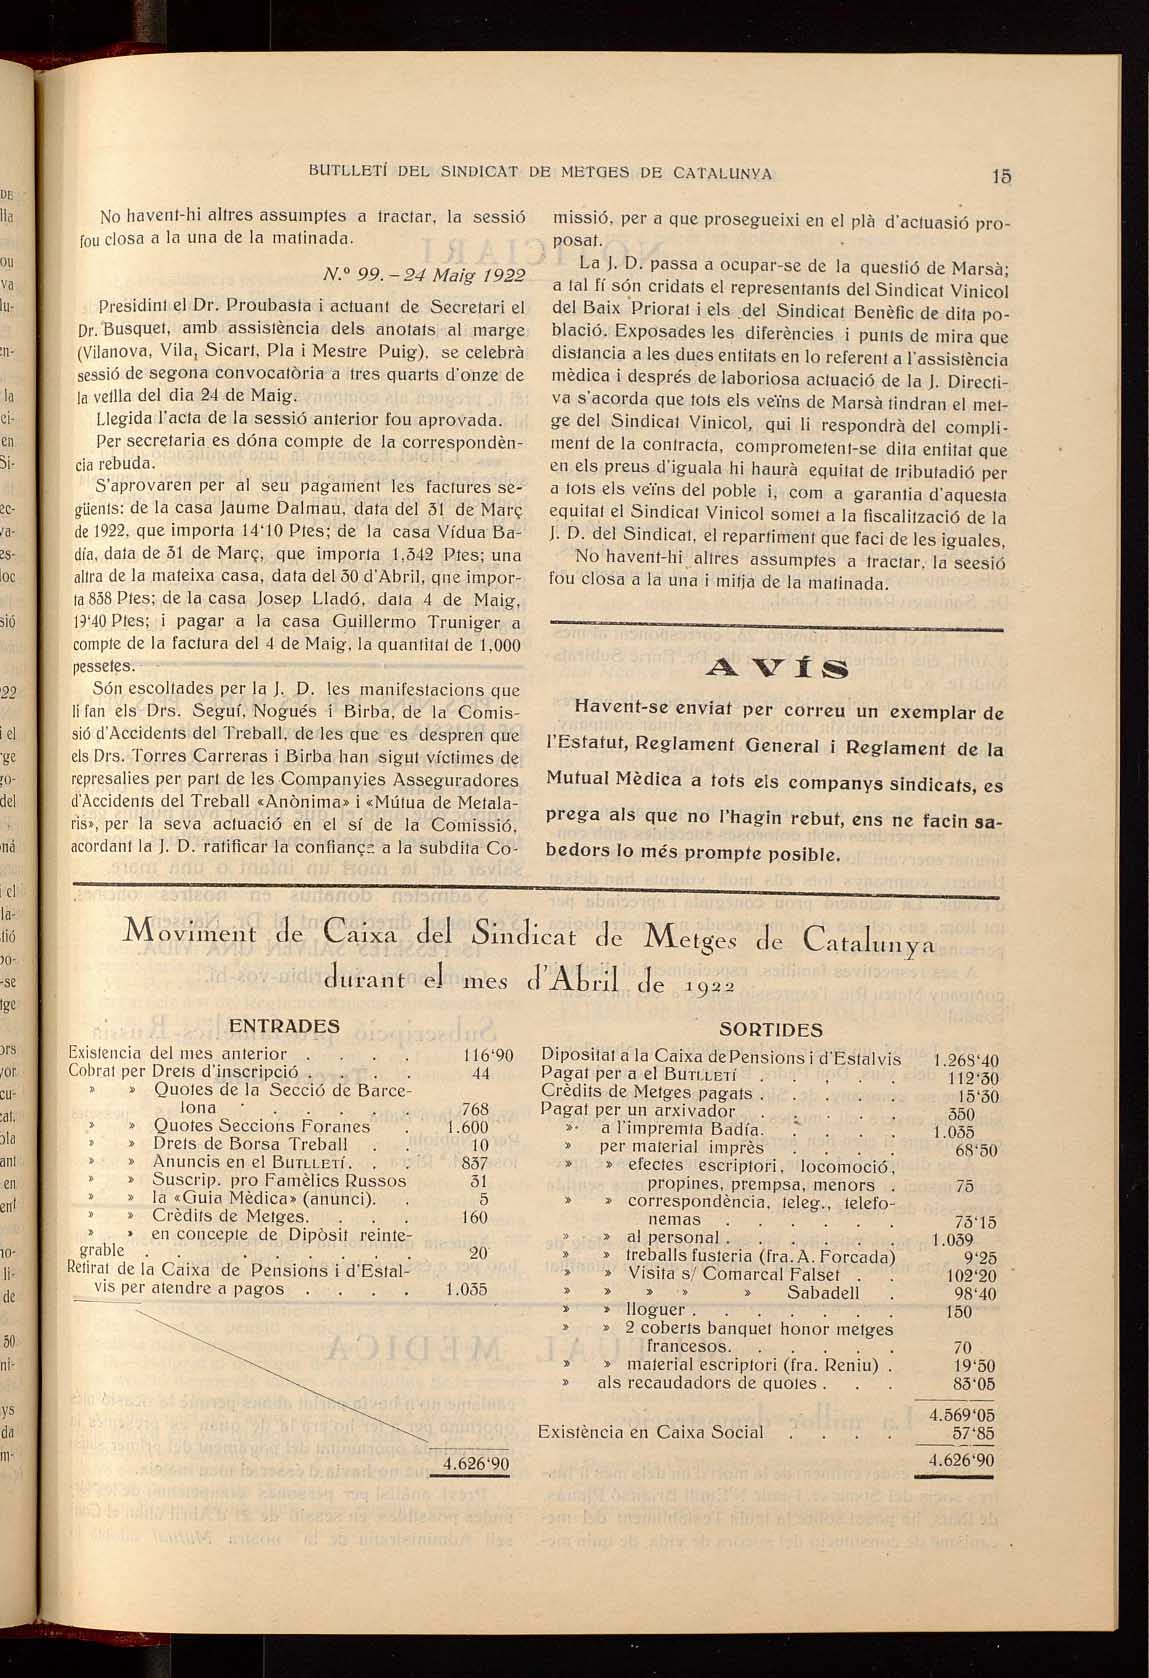 BUTLLETÍ DEL SINDICAT DE METGES DE CATALUNYA
15
No havent-hi altres assumptes a tractar, la sessió
fou closa a la una de la matinada.
N.º 99. – 24 Maig 1922
Presidint el Dr. Proubasta i actuant de Secretari el
Dr. Busquet, amb assistència dels anotats al marge
(Vilanova, Vila, Sicart, Pla i Mestre Puig), se celebrà
sessió de segona convocatòria a tres quarts d'onze de
la vetlla del dia 24 de Maig.
Llegida l'acta de la sessió anterior fou aprovada.
Per secretaria es dóna compte de la correspondèn-
cia rebuda.
S'aprovaren per al seu pagament les factures se-
güents: de la casa Jaume Dalmau, data del 31 de Març
de 1922, que importa 14'10 Ptes; de la casa Vídua Ba-
día, data de 31 de Març, que importa 1,342 Ptes; una
altra de la mateixa casa, data del 30 d'Abril, qne impor-
ta 838 Ptes; de la casa Josep Lladó, data 4 de Maig,
19'40 Ptes; i pagar a la casa Guillermo Truniger a
compte de la factura del 4 de Maig, la quantitat de 1,000
pessetes.
Són escoltades per la J. D. les manifestacions que
li fan els Drs. Seguí, Nogués i Birba, de la Comis-
sió d'Accidents del Treball, de les que es despren que
els Drs. Torres Carreras i Birba han sigut víctimes de
represalies per part de les Companyies Asseguradores
d'Accidents del Treball «Anònima» i «Mútua de Metala-
ris», per la seva actuació en el sí de la Comissió,
acordant la J. D. ratificar la confiança a la subdita Co-
missió, per a que prosegueixi en el plà d'actuasió pro-
posat.
La J. D. passa a ocupar-se de la questió de Marsà;
a tal fí són cridats el representants del Sindicat Vinicol
del Baix Priorat i els del Sindicat Benèfic de dita po-
blació. Exposades les diferències i punts de mira que
distancia a les dues entitats en lo referent a l'assistència
mèdica i després de laboriosa actuació de la J. Directi-
va s'acorda que tots els veïns de Marsà tindran el met-
ge del Sindicat Vinicol, qui li respondrà del compli-
ment de la contracta, comprometent-se dita entitat que
en els preus d'iguala hi haurà equitat de tributadió per
a tots els veïns del poble i, com a garantia d'aquesta
equitat el Sindicat Vinicol somet a la fiscalització de la
J. D. del Sindicat, el repartiment que faci de les iguales,
No havent-hi altres assumptes a tractar, la seesió
fou closa a la una i mitja de la matinada.
AVÍS
Havent-se enviat per correu un exemplar de
l'Estatut, Reglament General i Reglament de la
Mutual Mèdica a tots els companys sindicats, es
prega als que no l'hagin rebut, ens ne facin sa-
bedors lo més prompte posible.
Moviment de Caixa del Sindicat de Metges de Catalunya
durant el mes d'Abril de 1922
ENTRADES
Existencia del mes anterior . . . . 116'90
Cobrat per Drets d'inscripció . . . . 44
» » Quotes de la Secció de Barce-
lona . . . . . . 768
» » Quotes Seccions Foranes . 1.600
» » Drets de Borsa Treball . . 10
» » Anuncis en el BUTLLETÍ. . . 837
» » Suscrip. pro Famèlics Russos 31
» » la «Guia Mèdica» (anunci). . 5
» » Crèdits de Metges. . . . 160
» » en concepte de Dipòsit reinte-
grable . . . . . . . . 20
Retirat de la Caixa de Pensions i d'Estal-
vis per atendre a pagos . . . . 1.035
4.626'90
SORTIDES
Dipositat a la Caixa de Pensions i d'Estalvis 1.268'40
Pagat per a el BUTLLETÍ . . . . . 112'30
Crèdits de Metges pagats . . . . . 15'30
Pagat per un arxivador . . . . . 350
» a l'impremta Badía. . . . . 1.035
» per material imprès . . . . 68'50
» » efectes escriptori, locomoció,
propines, prempsa, menors . 75
» » correspondència, teleg., telefo-
nemas . . . . . . 73'15
» » al personal . . . . . . 1.039
» » treballs fusteria (fra. A. Forcada) 9'25
» » Visita s/ Comarcal Falset . . 102'20
» » » » » Sabadell . 98'40
» » lloguer . . . . . . . 150
» » 2 coberts banquet honor metges
francesos. . . . . . 70
» » material escriptori (fra. Reniu) . 19'50
» als recaudadors de quotes . . . 83'05
4.569'05
Existència en Caixa Social . . . . 57'85
4.626'90